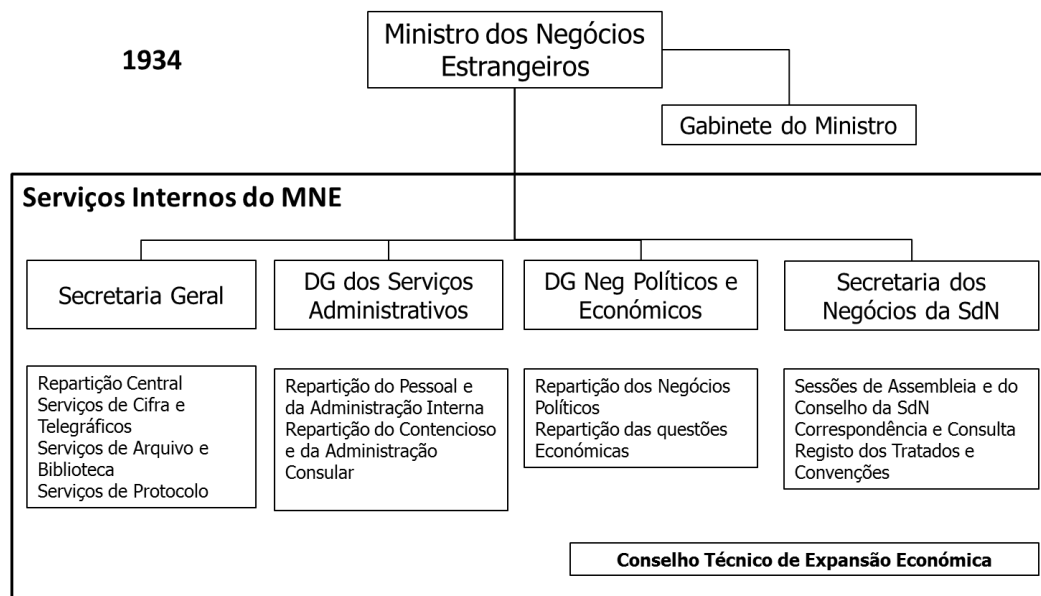 1934
Ministro dos Negócios
Estrangeiros
Gabinete do Ministro
Serviços Internos do MNE
Secretaria Geral
DG dos Serviços
Administrativos
DG Neg Políticos e
Económicos
Secretaria dos
Negócios da SdN
Repartição Central
Serviços de Cifra e
Telegráficos
Serviços de Arquivo e
Biblioteca
Serviços de Protocolo
Repartição do Pessoal e
da Administração Interna
Repartição do Contencioso
e da Administração
Consular
Repartição dos Negócios
Políticos
Repartição das questões
Económicas
Sessões de Assembleia e do
Conselho da SdN
Correspondência e Consulta
Registo dos Tratados e
Convenções
Conselho Técnico de Expansão Económica